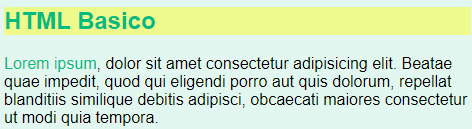 HTML Basico
Lorem ipsum, dolor sit amet consectetur adipisicing elit. Beatae
quae impedit, quod qui eligendi porro aut quis dolorum, repellat
blanditiis similique debitis adipisci, obcaecati maiores consectetur
ut modi quia tempora.